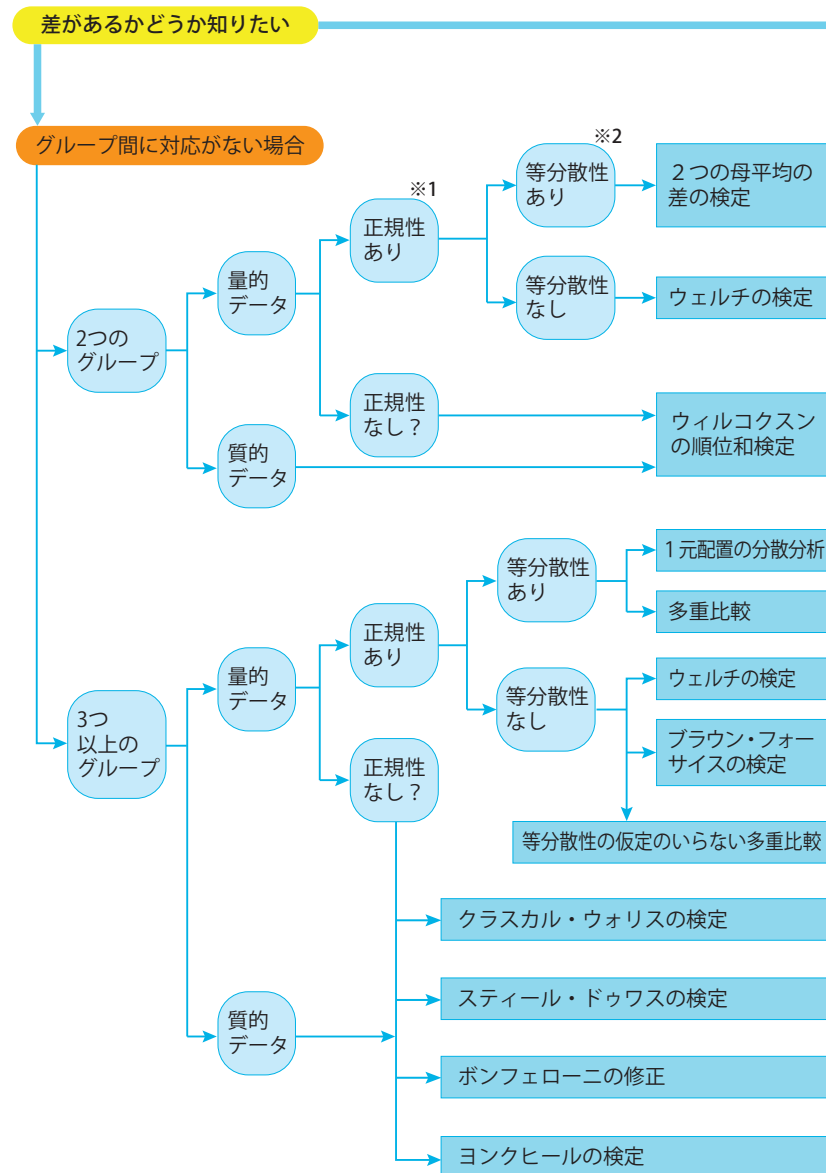 差があるかどうか知りたい
グループ間に対応がない場合
※1
※2
等分散性
あり
２つの母平均の
差の検定
正規性
あり
量的
データ
等分散性
なし
ウェルチの検定
2つの
グループ
正規性
なし？
ウィルコクスン
の順位和検定
質的
データ
１元配置の分散分析
等分散性
あり
多重比較
正規性
あり
量的
データ
ウェルチの検定
等分散性
なし
3つ
以上の
グループ
ブラウン・フォー
サイスの検定
正規性
なし？
等分散性の仮定のいらない多重比較
クラスカル・ウォリスの検定
スティール・ドゥワスの検定
質的
データ
ボンフェローニの修正
ヨンクヒールの検定